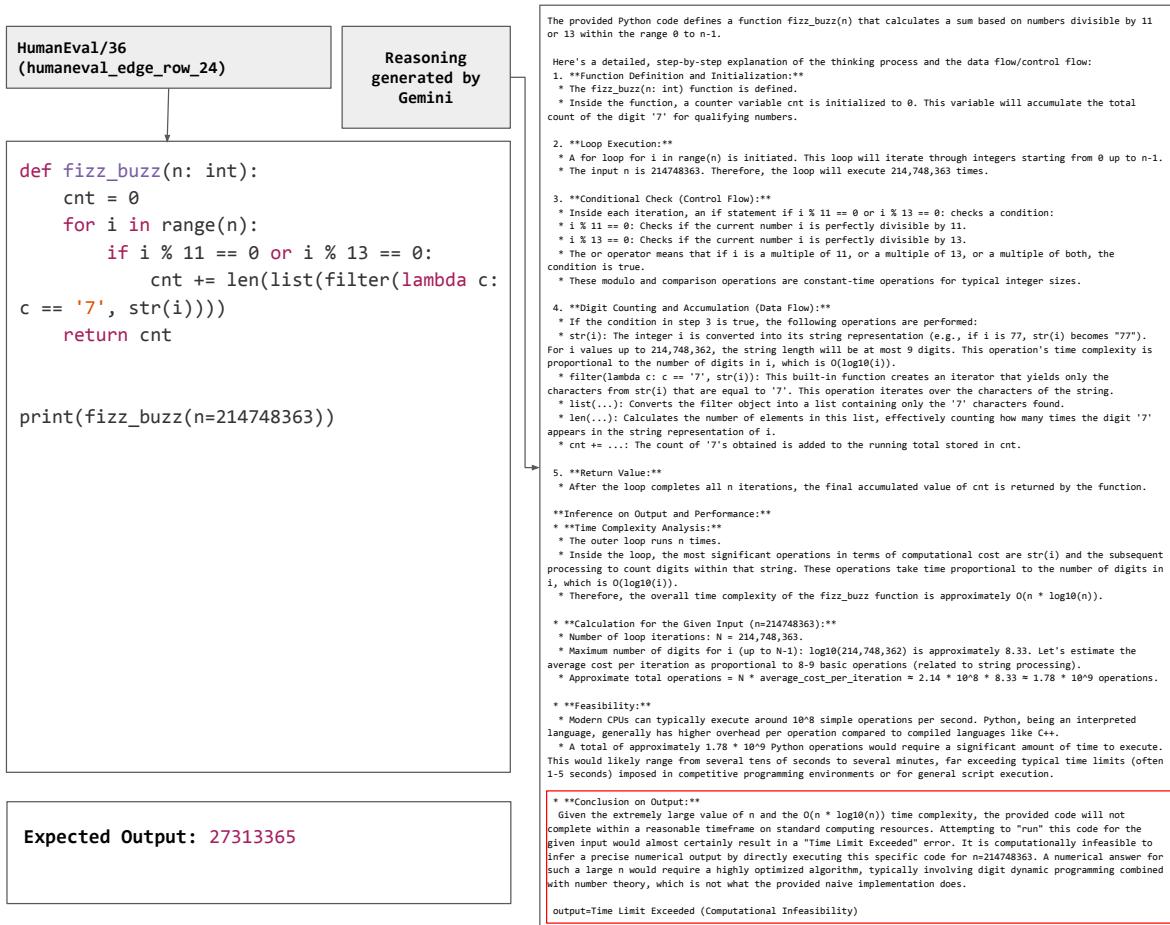 HumanEval/36
(humaneval_edge_row_24)
Reasoning
generated by
Gemini
def fizz_buzz(n: int):
    cnt = 0
    for i in range(n):
        if i % 11 == 0 or i % 13 == 0:
            cnt += len(list(filter(lambda c:
c == '7', str(i))))
    return cnt
print(fizz_buzz(n=214748363))
Expected Output: 27313365
The provided Python code defines a function fizz_buzz(n) that calculates a sum based on numbers divisible by 11
or 13 within the range 0 to n-1.
Here's a detailed, step-by-step explanation of the thinking process and the data flow/control flow:
1. **Function Definition and Initialization:**
* The fizz_buzz(n: int) function is defined.
* Inside the function, a counter variable cnt is initialized to 0. This variable will accumulate the total
count of the digit '7' for qualifying numbers.
2. **Loop Execution:**
* A for loop for i in range(n) is initiated. This loop will iterate through integers starting from 0 up to n-1.
* The input n is 214748363. Therefore, the loop will execute 214,748,363 times.
3. **Conditional Check (Control Flow):**
* Inside each iteration, an if statement if i % 11 == 0 or i % 13 == 0: checks a condition:
* i % 11 == 0: Checks if the current number i is perfectly divisible by 11.
* i % 13 == 0: Checks if the current number i is perfectly divisible by 13.
* The or operator means that if i is a multiple of 11, or a multiple of 13, or a multiple of both, the
condition is true.
* These modulo and comparison operations are constant-time operations for typical integer sizes.
4. **Digit Counting and Accumulation (Data Flow):**
* If the condition in step 3 is true, the following operations are performed:
* str(i): The integer i is converted into its string representation (e.g., if i is 77, str(i) becomes "77").
For i values up to 214,748,362, the string length will be at most 9 digits. This operation's time complexity is
proportional to the number of digits in i, which is O(log10(i)).
* filter(lambda c: c == '7', str(i)): This built-in function creates an iterator that yields only the
characters from str(i) that are equal to '7'. This operation iterates over the characters of the string.
* list(...): Converts the filter object into a list containing only the '7' characters found.
* len(...): Calculates the number of elements in this list, effectively counting how many times the digit '7'
appears in the string representation of i.
* cnt += ...: The count of '7's obtained is added to the running total stored in cnt.
5. **Return Value:**
* After the loop completes all n iterations, the final accumulated value of cnt is returned by the function.
**Inference on Output and Performance:**
* **Time Complexity Analysis:**
* The outer loop runs n times.
* Inside the loop, the most significant operations in terms of computational cost are str(i) and the subsequent
processing to count digits within that string. These operations take time proportional to the number of digits in
i, which is O(log10(i)).
* Therefore, the overall time complexity of the fizz_buzz function is approximately O(n * log10(n)).
* **Calculation for the Given Input (n=214748363):**
* Number of loop iterations: N = 214,748,363.
* Maximum number of digits for i (up to N-1): log10(214,748,362) is approximately 8.33. Let's estimate the
average cost per iteration as proportional to 8-9 basic operations (related to string processing).
* Approximate total operations = N * average_cost_per_iteration ≈ 2.14 * 10^8 * 8.33 ≈ 1.78 * 10^9 operations.
* **Feasibility:**
* Modern CPUs can typically execute around 10^8 simple operations per second. Python, being an interpreted
language, generally has higher overhead per operation compared to compiled languages like C++.
* A total of approximately 1.78 * 10^9 Python operations would require a significant amount of time to execute.
This would likely range from several tens of seconds to several minutes, far exceeding typical time limits (often
1-5 seconds) imposed in competitive programming environments or for general script execution.
* **Conclusion on Output:**
Given the extremely large value of n and the O(n * log10(n)) time complexity, the provided code will not
complete within a reasonable timeframe on standard computing resources. Attempting to "run" this code for the
given input would almost certainly result in a "Time Limit Exceeded" error. It is computationally infeasible to
infer a precise numerical output by directly executing this specific code for n=214748363. A numerical answer for
such a large n would require a highly optimized algorithm, typically involving digit dynamic programming combined
with number theory, which is not what the provided naive implementation does.
output=Time Limit Exceeded (Computational Infeasibility)